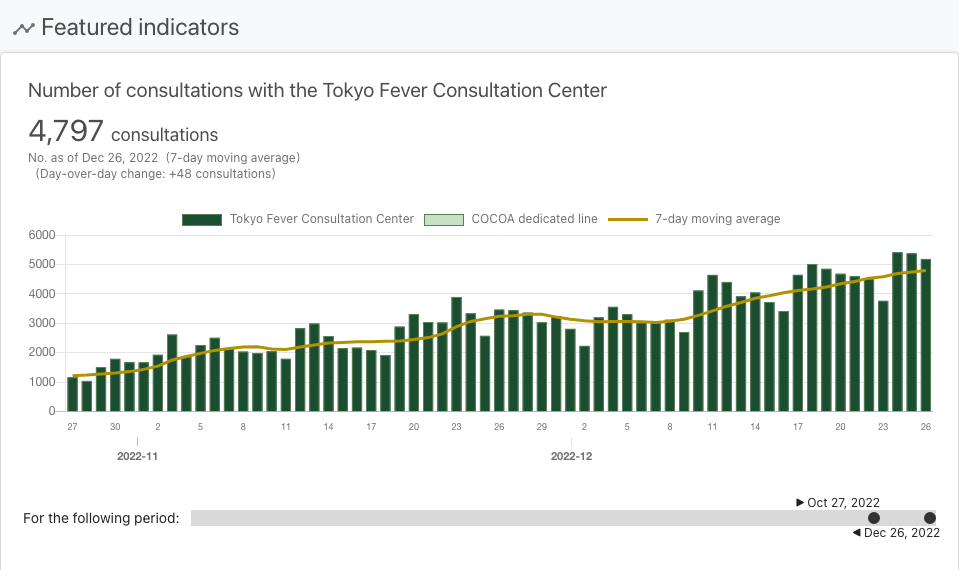 Featured indicators
Number of consultations with the Tokyo Fever Consultation Center
4,797 consultations
No. as of Dec 26, 2022 (7-day moving average)
(Day-over-day change: +48 consultations)
Tokyo Fever Consultation Center COCOA dedicated line 7-day moving average
6000
5000
4000
3000
2000
1000
0
27 30 2 5 8 11 14 17 20 23 26 29 2 5 8 11 14 17 20 23 26
2022-11 2022-12
▶ Oct 27, 2022
For the following period:
◀ Dec 26, 2022